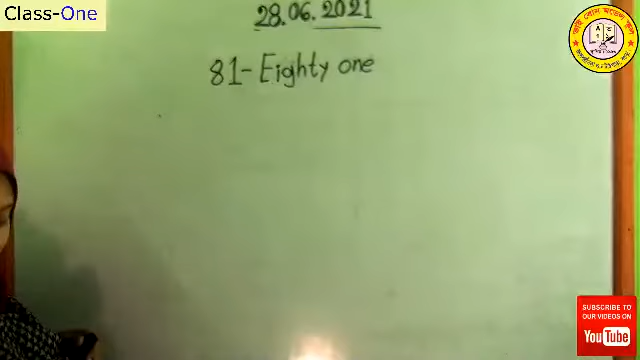 Class-One
28.06.2021
81- Eighty one
SUBSCRIBE TO
OUR VIDEOS ON
YouTube